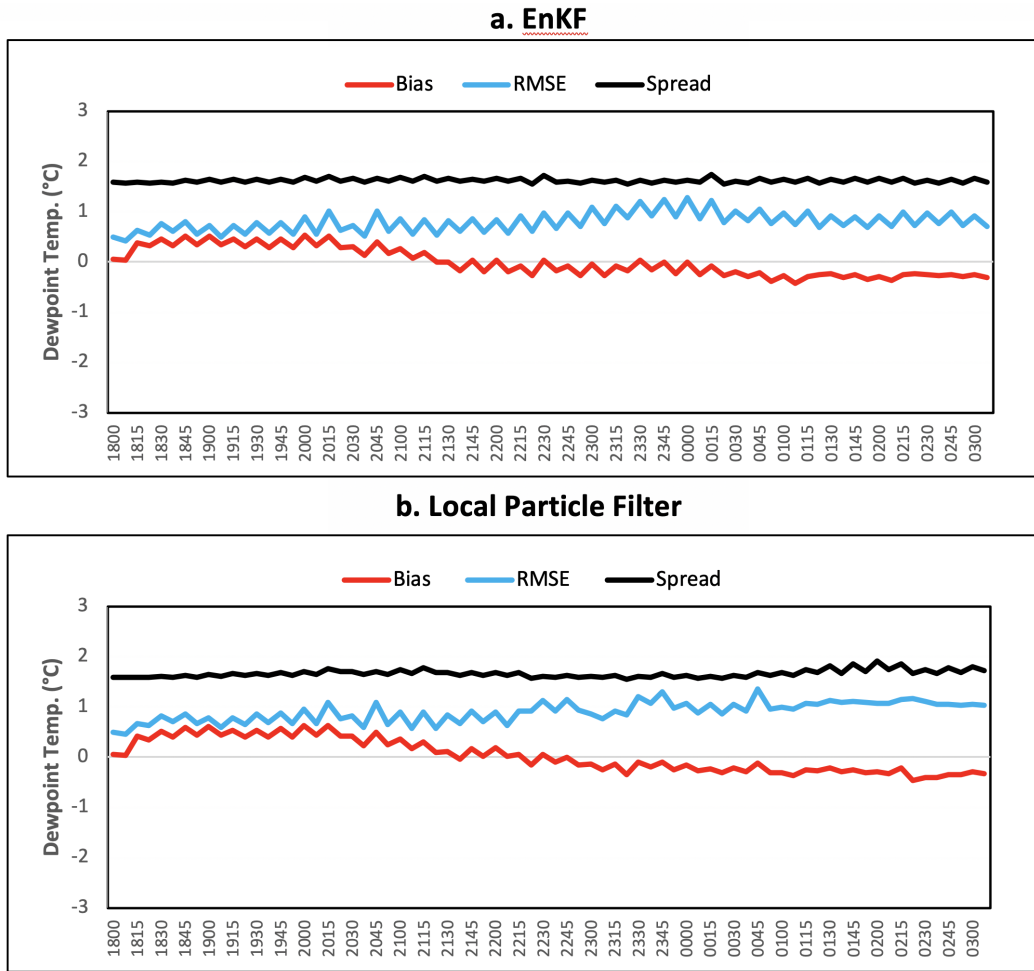 a. EnKF
Bias RMSE Spread
Dewpoint Temp. (°C)
3
2
1
0
-1
-2
-3
1800 1815 1830 1845 1900 1915 1930 1945 2000 2015 2030 2045 2100 2115 2130 2145 2200 2215 2230 2245 2300 2315 2330 2345 0000 0015 0030 0045 0100 0115 0130 0145 0200 0215 0230 0245 0300
b. Local Particle Filter
Bias RMSE Spread
Dewpoint Temp. (°C)
3
2
1
0
-1
-2
-3
1800 1815 1830 1845 1900 1915 1930 1945 2000 2015 2030 2045 2100 2115 2130 2145 2200 2215 2230 2245 2300 2315 2330 2345 0000 0015 0030 0045 0100 0115 0130 0145 0200 0215 0230 0245 0300